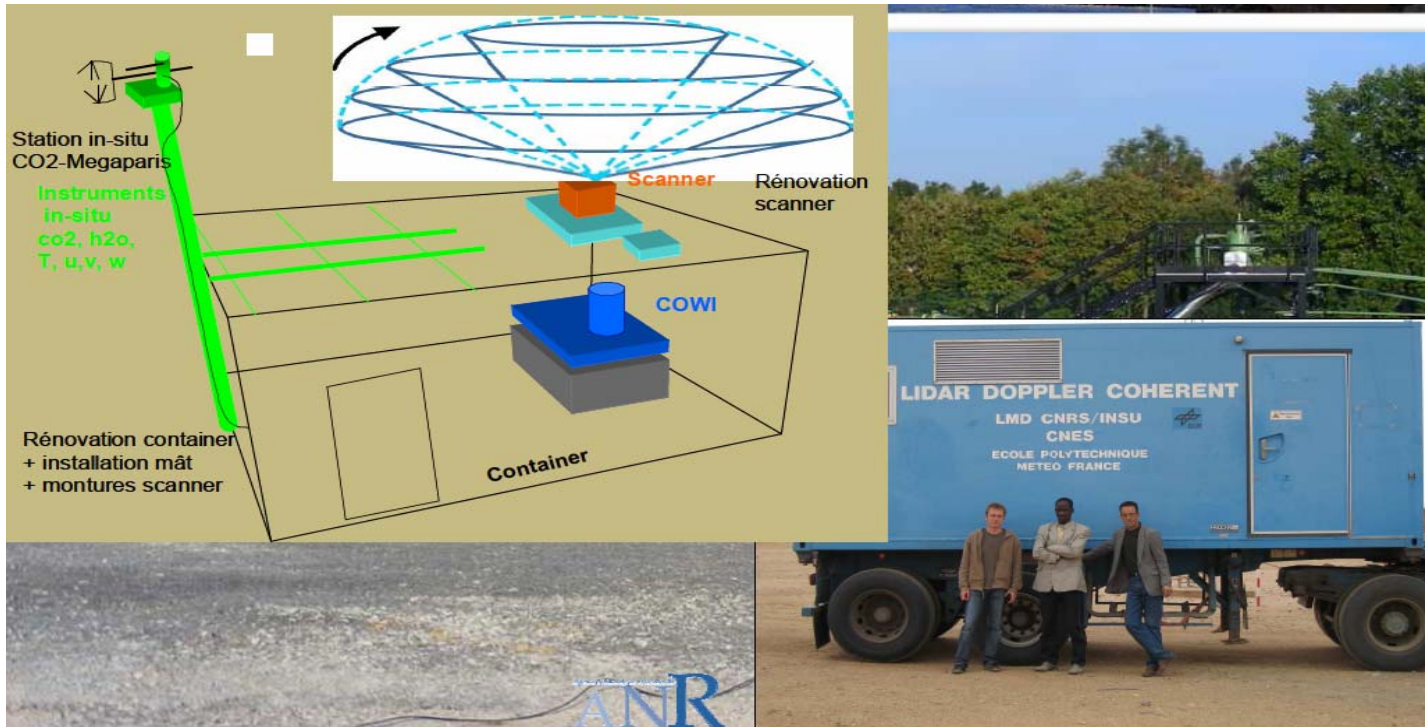 Station in-situ
CO2-Megaparis
Instruments
in-situ
co2, h2o,
T, u,v, w
Scanner
Rénovation
scanner
COWI
Container
Rénovation container
+ installation mât
+ montures scanner
LIDAR DOPPLER COHERENT
LMD CNRS/INSU
CNES
ECOLE POLYTECHNIQUE
METEO FRANCE
ANR